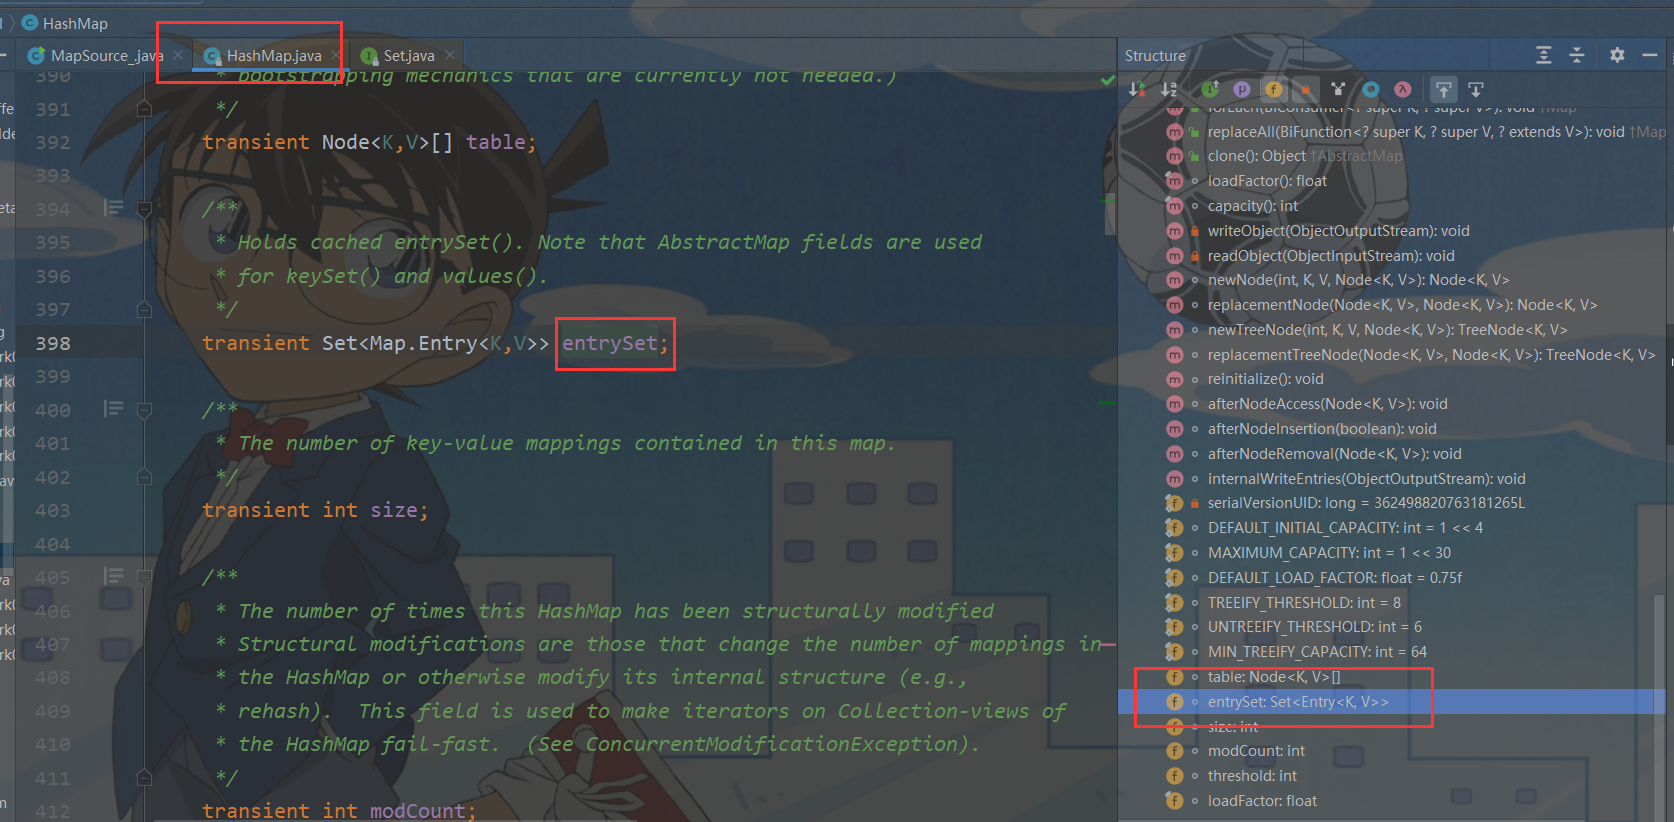 HashMap
MapSource_.java
HashMap.java
Set.java
390 * bootstrapping mechanics that are currently not needed.)
391 */
392 transient Node<K,V>[] table;
393
394 /**
395 * Holds cached entrySet(). Note that AbstractMap fields are used
396 * for keySet() and values().
397 */
398 transient Set<Map.Entry<K,V>> entrySet;
399
400 /**
401 * The number of key-value mappings contained in this map.
402 */
403 transient int size;
404
405 /**
406 * The number of times this HashMap has been structurally modified
407 * Structural modifications are those that change the number of mappings in
408 * the HashMap or otherwise modify its internal structure (e.g.,
409 * rehash).  This field is used to make iterators on Collection-views of
410 * the HashMap fail-fast.  (See ConcurrentModificationException).
411 */
412 transient int modCount;
Structure
forEach(BiConsumer<? super K, ? super V>): void ↑Map
replaceAll(BiFunction<? super K, ? super V, ? extends V>): void ↑Map
clone(): Object ↑AbstractMap
loadFactor(): float
capacity(): int
writeObject(ObjectOutputStream): void
readObject(ObjectInputStream): void
newNode(int, K, V, Node<K, V>): Node<K, V>
replacementNode(Node<K, V>, Node<K, V>): Node<K, V>
newTreeNode(int, K, V, Node<K, V>): TreeNode<K, V>
replacementTreeNode(Node<K, V>, Node<K, V>): TreeNode<K, V>
reinitialize(): void
afterNodeAccess(Node<K, V>): void
afterNodeInsertion(boolean): void
afterNodeRemoval(Node<K, V>): void
internalWriteEntries(ObjectOutputStream): void
serialVersionUID: long = 362498820763181265L
DEFAULT_INITIAL_CAPACITY: int = 1 << 4
MAXIMUM_CAPACITY: int = 1 << 30
DEFAULT_LOAD_FACTOR: float = 0.75f
TREEIFY_THRESHOLD: int = 8
UNTREEIFY_THRESHOLD: int = 6
MIN_TREEIFY_CAPACITY: int = 64
table: Node<K, V>[]
entrySet: Set<Entry<K, V>>
size: int
modCount: int
threshold: int
loadFactor: float